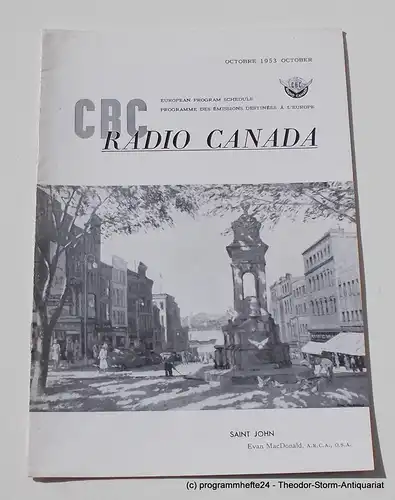 OCTOBRE 1953 OCTOBER
CBC
EUROPEAN PROGRAM SCHEDULE
PROGRAMME DES ÉMISSIONS DESTINÉES À L'EUROPE
CBC
RADIO CANADA
SAINT JOHN
Evan MacDonald, A.R.C.A., O.S.A.
(c) programmhefte24 - Theodor-Storm-Antiquariat